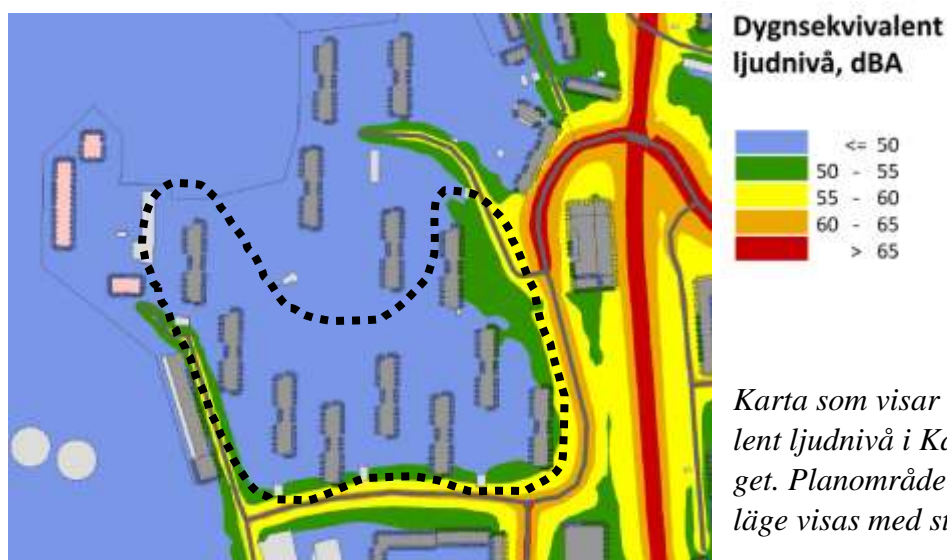 Dygnsekvivalent
ljudnivå, dBA
<= 50
50 - 55
55 - 60
60 - 65
> 65
Karta som visar
lent ljudnivå i Ka
get. Planområde
läge visas med st